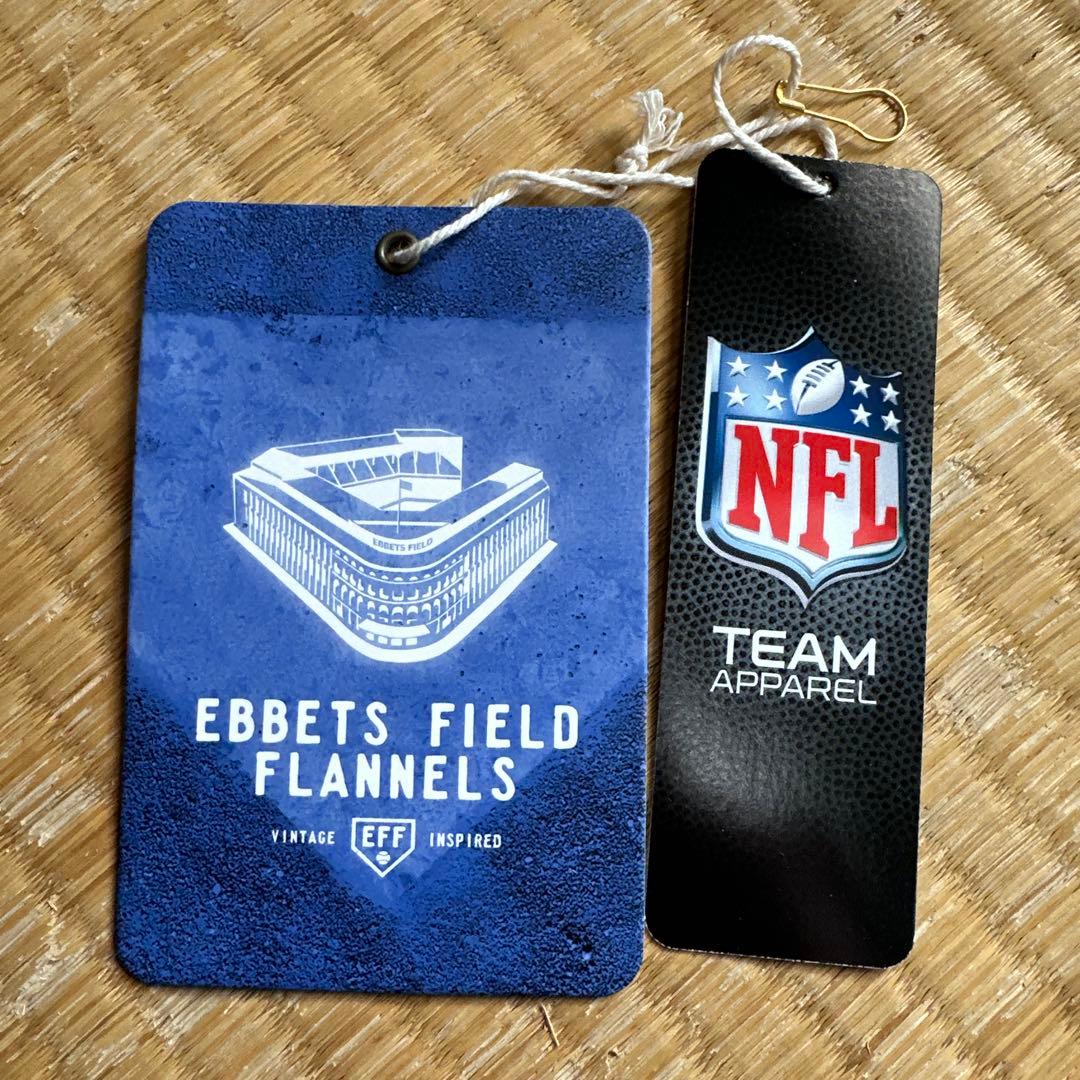 EBBETS FIELD
EBBETS FIELD
FLANNELS
VINTAGE EFF INSPIRED
NFL
TEAM
APPAREL